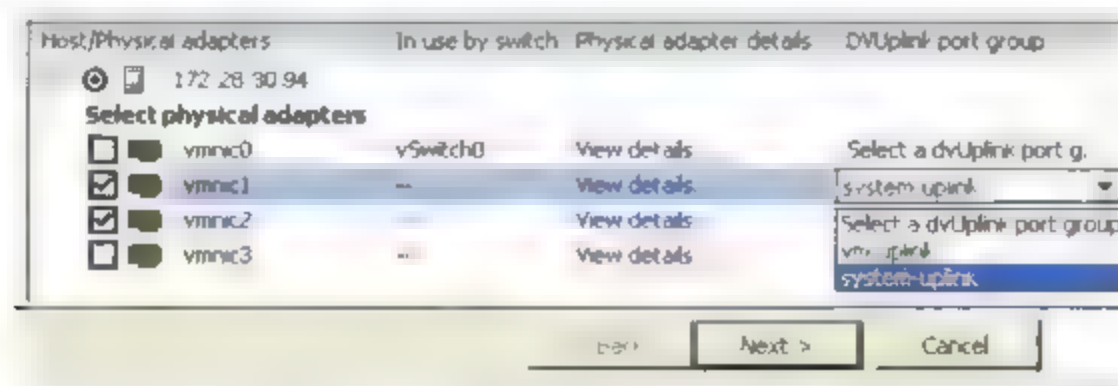 Host/Physical adapters In use by switch Physical adapter details DVUplink port group
172.28.30.94
Select physical adapters
vmnic0 vSwitch0 View details Select a dvUplink port g.
vmnic1 -- View details. system-uplink
vmnic2 -- View details Select a dvUplink port group
vmnic3 -- View details uplink
system-uplink
Back Next > Cancel